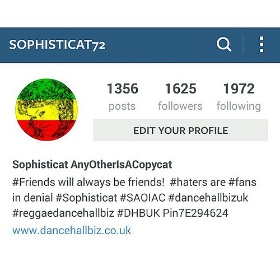 SOPHISTICAT72
1356 1625 1972
posts followers following
EDIT YOUR PROFILE
Sophisticat AnyOtherIsACopycat
#Friends will always be friends! #haters are #fans
in denial #Sophisticat #SAOIAC #dancehallbizuk
#reggaedancehallbiz #DHBUK Pin7E294624
www.dancehallbiz.co.uk